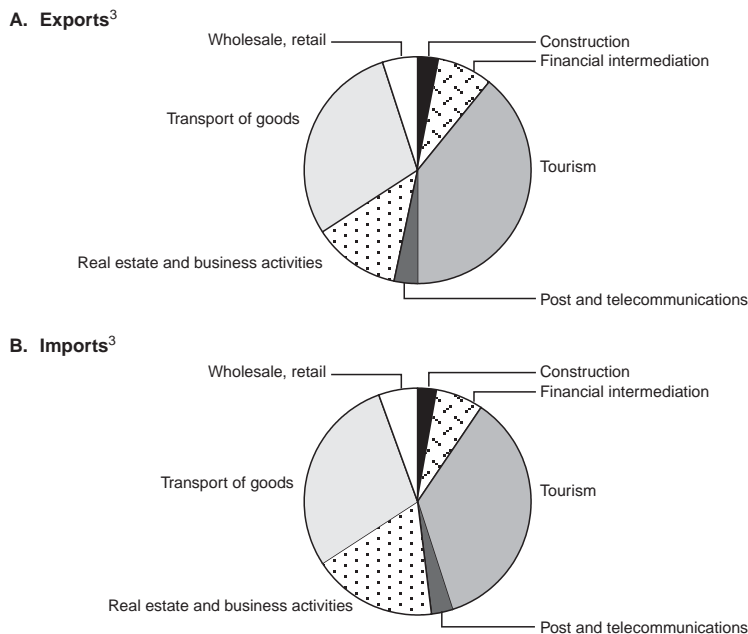 A. Exports³
Wholesale, retail
Construction
Financial intermediation
Transport of goods
Tourism
Real estate and business activities
Post and telecommunications
B. Imports³
Wholesale, retail
Construction
Financial intermediation
Transport of goods
Tourism
Real estate and business activities
Post and telecommunications